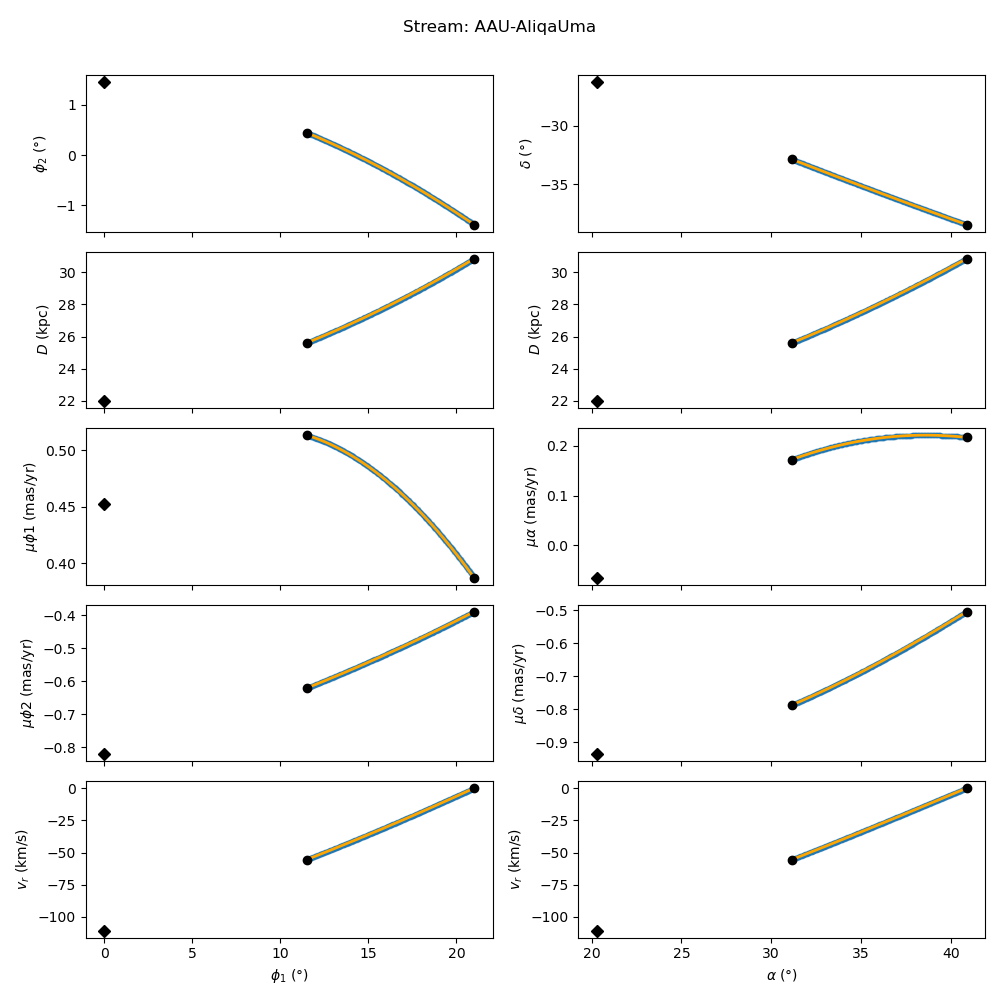 Stream: AAU-AliqaUma
1
0
−1
ϕ₂ (°)
−30
−35
δ (°)
30
28
26
24
22
D (kpc)
30
28
26
24
22
D (kpc)
0.50
0.45
0.40
μϕ1 (mas/yr)
0.2
0.1
0.0
μα (mas/yr)
−0.4
−0.5
−0.6
−0.7
−0.8
μϕ2 (mas/yr)
−0.5
−0.6
−0.7
−0.8
−0.9
μδ (mas/yr)
0
−25
−50
−75
−100
vᵣ (km/s)
0 5 10 15 20
ϕ₁ (°)
0
−25
−50
−75
−100
vᵣ (km/s)
20 25 30 35 40
α (°)